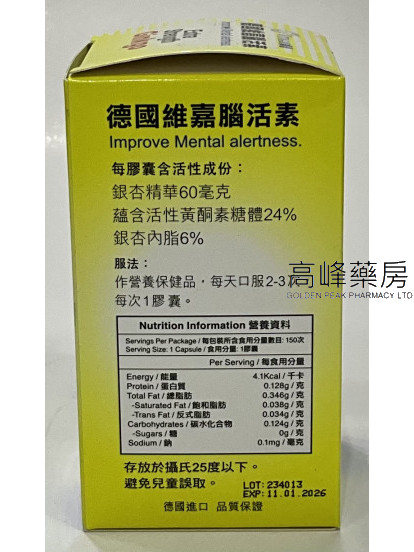 德國維嘉腦活素
Improve Mental alertness.
每膠囊含活性成份：
銀杏精華60毫克
蘊含活性黃酮素糖體24%
銀杏內脂6%
服法：
作營養保健品，每天口服2-3
每次1膠囊。
高峰藥房
GOLDEN PEAK PHARMACY LTD
Nutrition Information 營養資料
Servings Per Package / 每包裝所含食用分量數目: 150次
Serving Size: 1 Capsule / 食用分量: 1膠囊
Per Serving / 每食用分量
Energy / 能量 4.1Kcal / 千卡
Protein / 蛋白質 0.128g / 克
Total Fat / 總脂肪 0.346g / 克
-Saturated Fat / 飽和脂肪 0.038g / 克
-Trans Fat / 反式脂肪 0.034g / 克
Carbohydrates / 碳水化合物 0.124g / 克
-Sugars / 糖 0g / 克
Sodium / 鈉 0.1mg / 毫克
存放於攝氏25度以下。
避免兒童誤取。
LOT: 234013
EXP: 11.01.2026
德國進口 品質保證